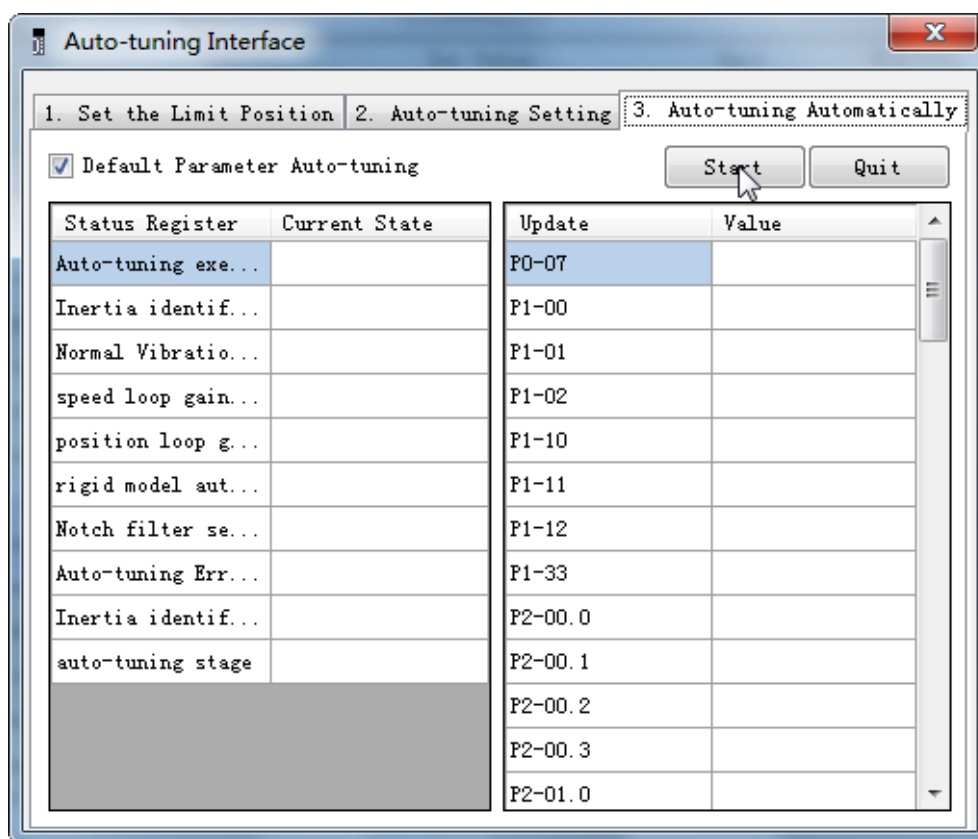 Auto-tuning Interface
1. Set the Limit Position 2. Auto-tuning Setting 3. Auto-tuning Automatically
Default Parameter Auto-tuning Start Quit
Status Register Current State
Auto-tuning exe...
Inertia identif...
Normal Vibratio...
speed loop gain...
position loop g...
rigid model aut...
Notch filter se...
Auto-tuning Err...
Inertia identif...
auto-tuning stage
Update Value
P0-07
P1-00
P1-01
P1-02
P1-10
P1-11
P1-12
P1-33
P2-00.0
P2-00.1
P2-00.2
P2-00.3
P2-01.0